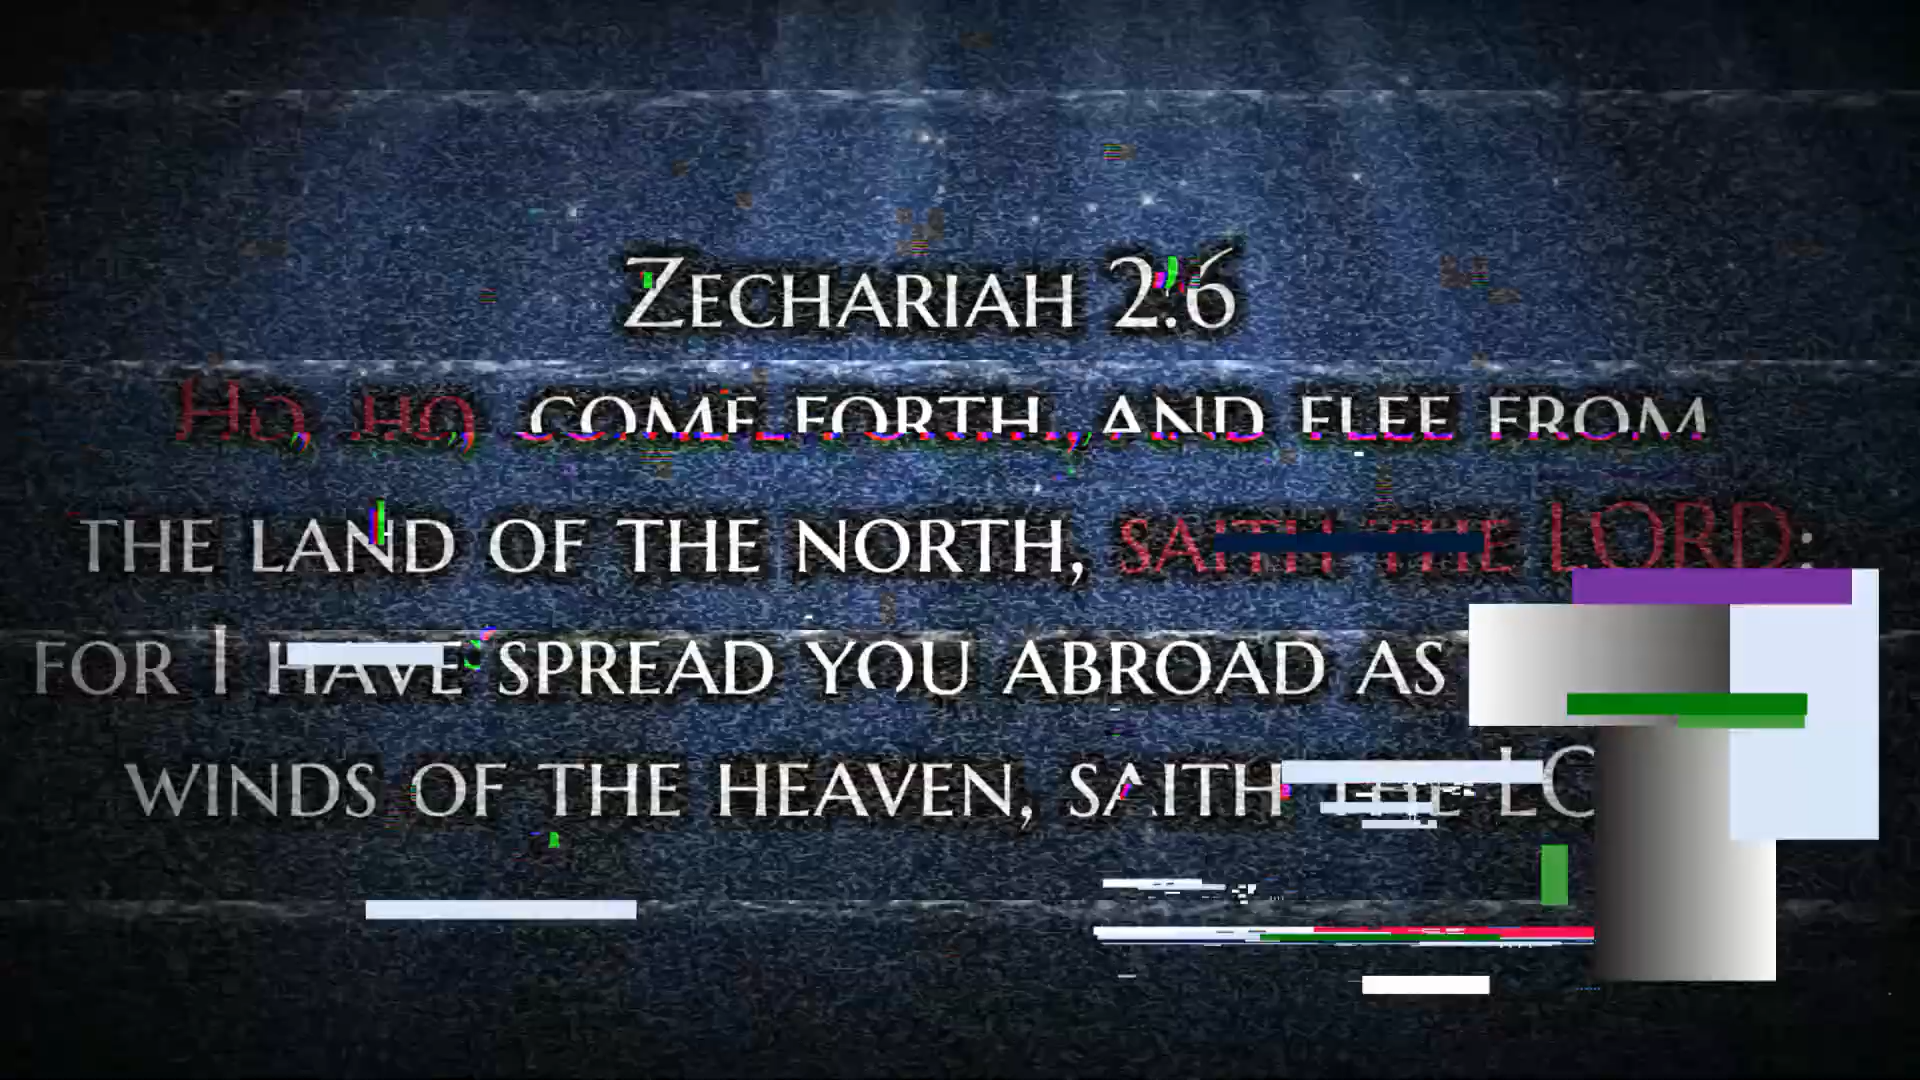 Zechariah 2:6
Ho, ho, come forth, and flee from
the land of the north, saith the LORD:
for I have spread you abroad as
winds of the heaven, saith the